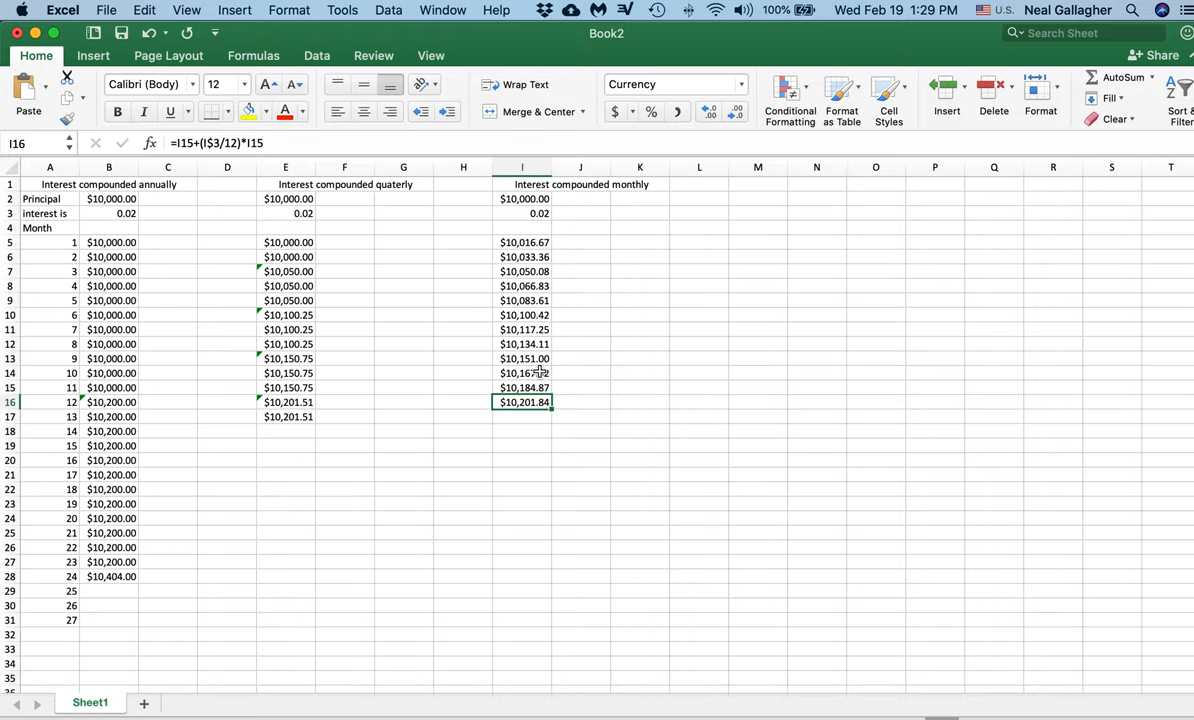 Excel File Edit View Insert Format Tools Data Window Help 100% Wed Feb 19 1:29 PM U.S. Neal Gallagher
Book2 Search Sheet
Home Insert Page Layout Formulas Data Review View Share
Calibri (Body) 12 A A Wrap Text Currency AutoSum
Paste B I U A Merge & Center $ % Conditional Formatting Format as Table Cell Styles Insert Delete Format Fill Clear Sort & Filter
I16 fx =I15+(I$3/12)*I15
A B C D E F G H I J K L M N O P Q R S T
1 Interest compounded annually Interest compounded quaterly Interest compounded monthly
2 Principal $10,000.00 $10,000.00 $10,000.00
3 interest is 0.02 0.02 0.02
4 Month
5 1 $10,000.00 $10,000.00 $10,016.67
6 2 $10,000.00 $10,000.00 $10,033.36
7 3 $10,000.00 $10,050.00 $10,050.08
8 4 $10,000.00 $10,050.00 $10,066.83
9 5 $10,000.00 $10,050.00 $10,083.61
10 6 $10,000.00 $10,100.25 $10,100.42
11 7 $10,000.00 $10,100.25 $10,117.25
12 8 $10,000.00 $10,100.25 $10,134.11
13 9 $10,000.00 $10,150.75 $10,151.00
14 10 $10,000.00 $10,150.75
15 11 $10,000.00 $10,150.75 $10,184.87
16 12 $10,200.00 $10,201.51 $10,201.84
17 13 $10,200.00 $10,201.51
18 14 $10,200.00
19 15 $10,200.00
20 16 $10,200.00
21 17 $10,200.00
22 18 $10,200.00
23 19 $10,200.00
24 20 $10,200.00
25 21 $10,200.00
26 22 $10,200.00
27 23 $10,200.00
28 24 $10,404.00
29 25
30 26
31 27
32
33
34
35
Sheet1